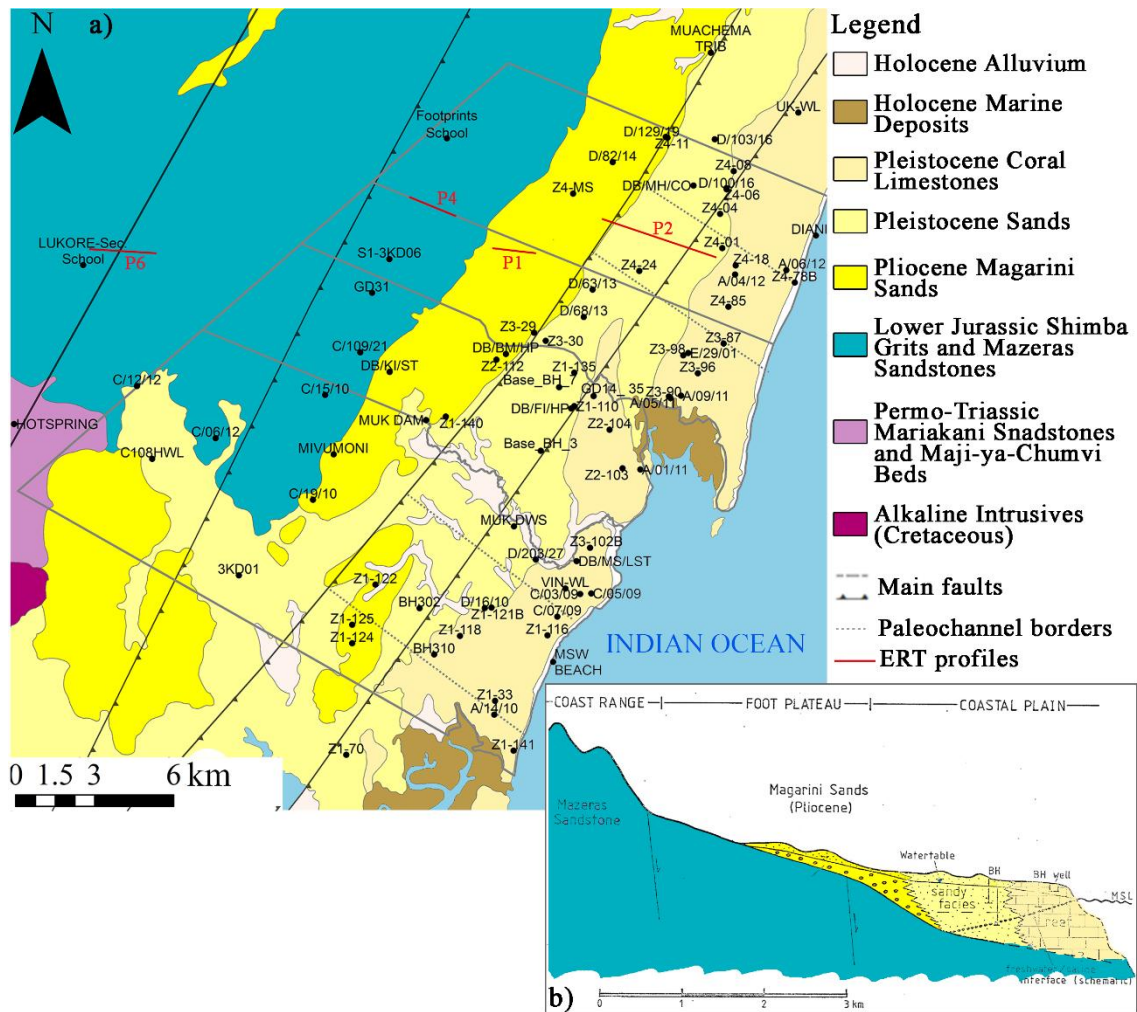 N
a)
MUACHEMA
TRIB
UK-WL
Footprints
School
D/129/19
Z4-11
D/103/16
D/82/14
Z4-08
Z4-MS
DB/MH/CO
D/100/16
Z4-06
P4
Z4-04
P2
DIANI
LUKORE-Sec
School
P6
S1-3KD06
P1
Z4-01
Z4-24
Z4-18
A/06/12
A/04/12
Z4-78B
GD31
D/63/13
Z4-85
D/68/13
Z3-29
Z3-30
Z3-87
C/109/21
DB/BM/HP
Z3-98
E/29/01
DB/KI/ST
Z2-112
Z1-135
Z3-96
C/12/12
Base_BH_7
C/15/10
GD14_35
Z3-90
A/09/11
A/05/11
DB/FI/HP
Z1-110
HOTSPRING
MUK DAM
Z1-140
Z2-104
C/06/12
C108HWL
MIVUMONI
Base_BH_3
Z2-103
A/01/11
C/19/10
MUK DWS
Z3-102B
D/203/27
DB/MS/LST
3KD01
Z1-122
VIN-WL
C/03/09
C/05/09
BH302
D/16/10
Z1-121B
C/07/09
Z1-125
Z1-118
Z1-116
Z1-124
BH310
INDIAN OCEAN
MSW
BEACH
Z1-33
A/14/10
Z1-141
Z1-70
0 1.5 3 6 km
Legend
Holocene Alluvium
Holocene Marine
Deposits
Pleistocene Coral
Limestones
Pleistocene Sands
Pliocene Magarini
Sands
Lower Jurassic Shimba
Grits and Mazeras
Sandstones
Permo-Triassic
Mariakani Snadstones
and Maji-ya-Chumvi
Beds
Alkaline Intrusives
(Cretaceous)
Main faults
Paleochannel borders
ERT profiles
COAST RANGE
FOOT PLATEAU
COASTAL PLAIN
Magarini Sands
(Pliocene)
Mazeras
Sandstone
Watertable
BH
BH well
MSL
sandy
facies
reef
freshwater/saline
interface (schematic)
b)
0 1 2 3 km